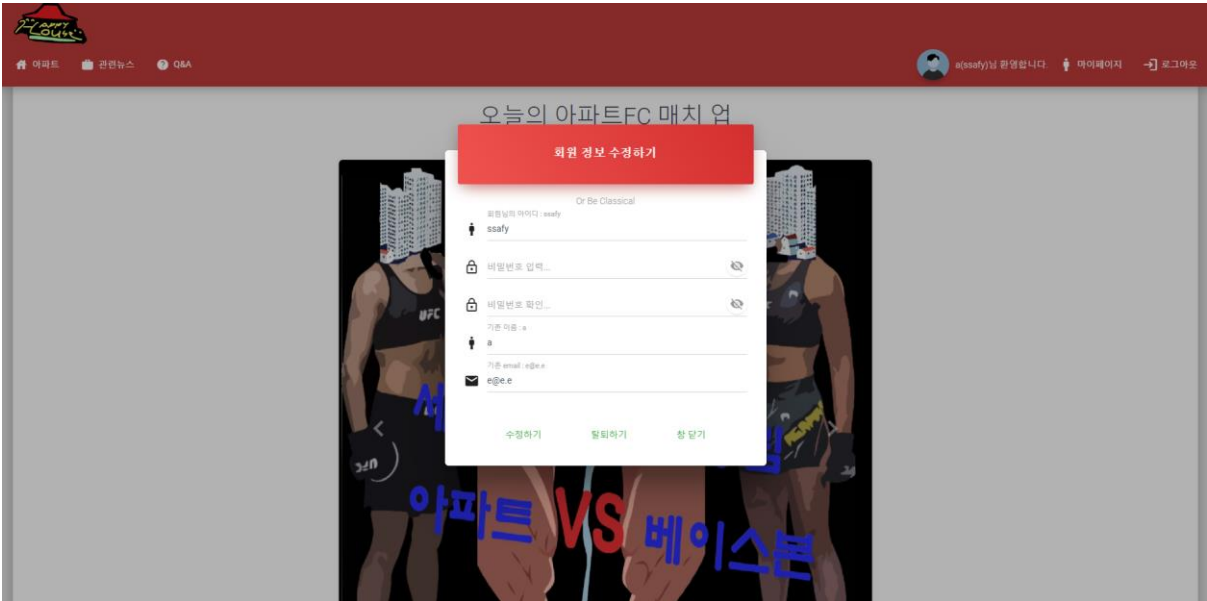 HAPPY
House
아파트
관련뉴스
Q&A
a(ssafy)님 환영합니다.
마이페이지
로그아웃
오늘의 아파트FC 매치 업
회원 정보 수정하기
Or Be Classical
회원님의 아이디 : ssafy
ssafy
비밀번호 입력...
비밀번호 확인...
기존 이름 : a
a
기존 email : e@e.e
e@e.e
수정하기
탈퇴하기
창 닫기
UFC
UFC
아파트 VS 베이스본